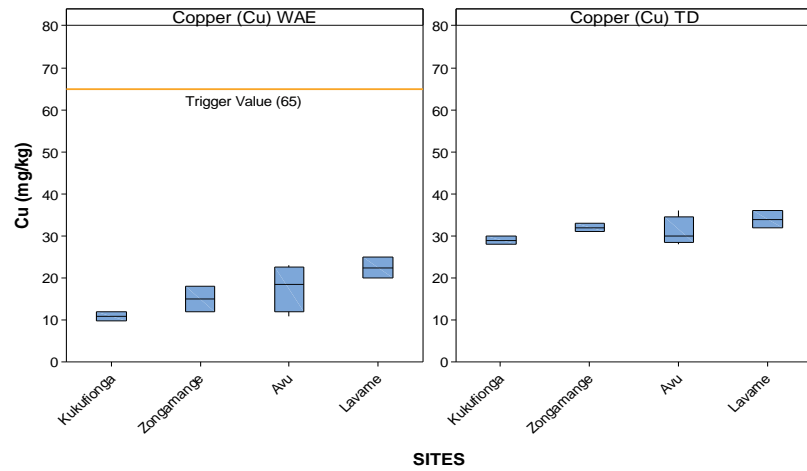 Copper (Cu) WAE
Copper (Cu) TD
80
70
60
50
40
30
20
10
0
80
70
60
50
40
30
20
10
0
Trigger Value (65)
Cu (mg/kg)
Kukufionga
Zongamange
Avu
Lavame
Kukufionga
Zongamange
Avu
Lavame
SITES